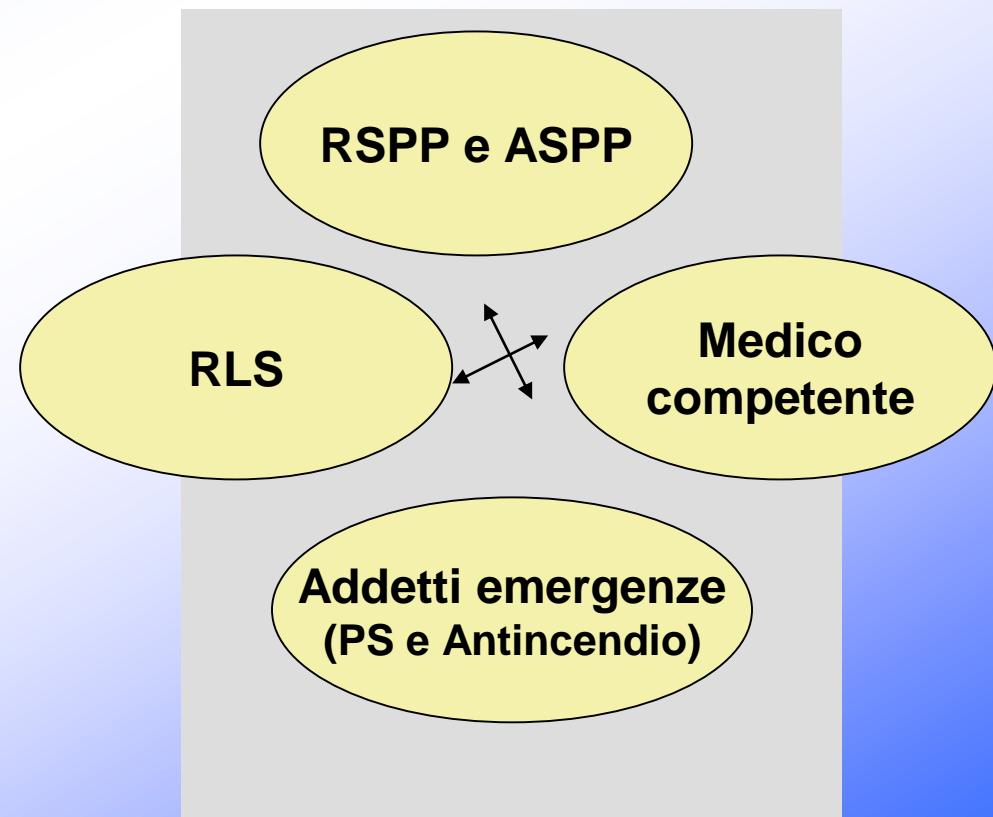 RSPP e ASPP
RLS
Medico
competente
Addetti emergenze
(PS e Antincendio)